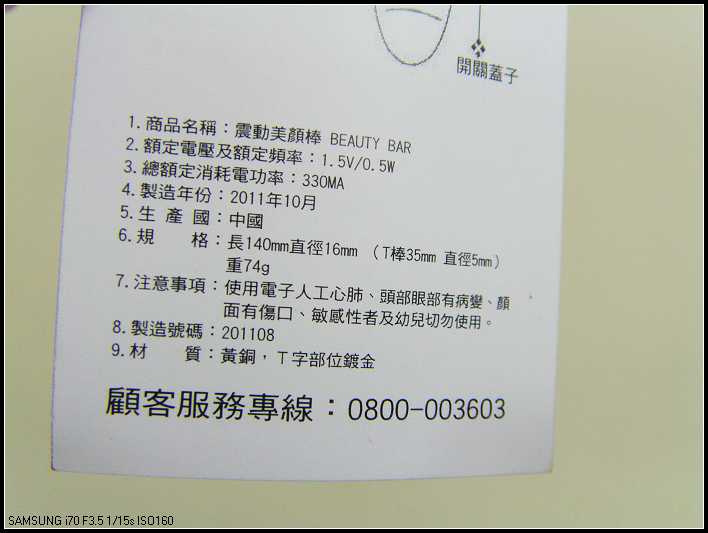 開關蓋子
1.商品名稱：震動美顏棒 BEAUTY BAR
2.額定電壓及額定頻率：1.5V/0.5W
3.總額定消耗電功率：330MA
4.製造年份：2011年10月
5.生 產 國：中國
6.規　　格：長140mm直徑16mm （T棒35mm 直徑5mm）
重74g
7.注意事項：使用電子人工心肺、頭部眼部有病變、顏
面有傷口、敏感性者及幼兒切勿使用。
8.製造號碼：201108
9.材　　質：黃銅，T字部位鍍金
顧客服務專線：0800-003603
SAMSUNG i70 F3.5 1/15s ISO160